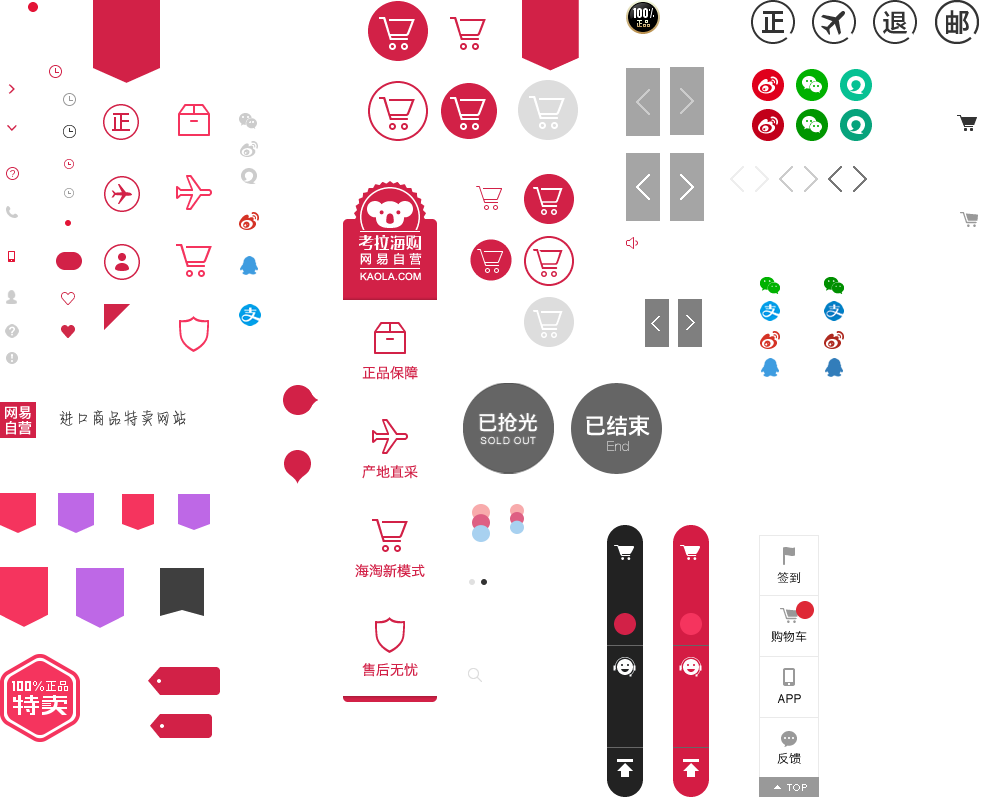 100%
正品
正
退
邮
正
考拉海购
网易自营
KAOLA.COM
正品保障
网易
自营
进口商品特卖网站
已抢光
SOLD OUT
已结束
End
产地直采
海淘新模式
签到
购物车
售后无忧
100%正品
特卖
APP
反馈
TOP